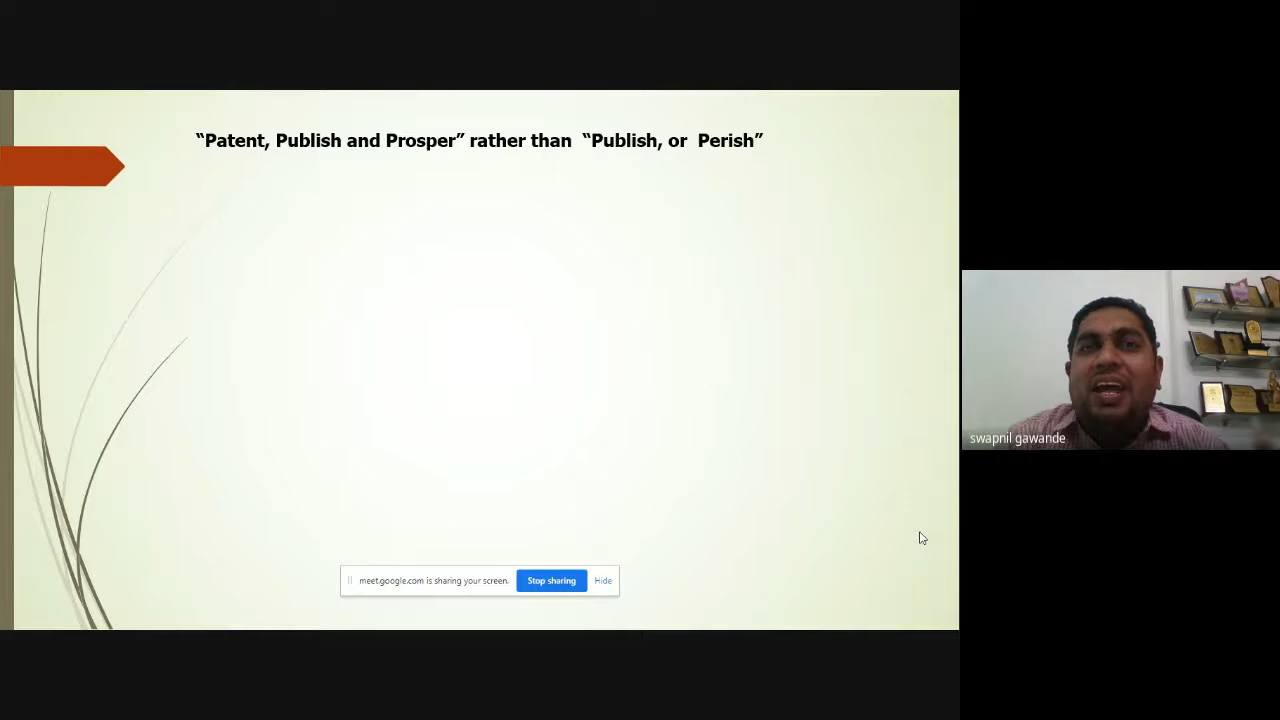 “Patent, Publish and Prosper” rather than “Publish, or Perish”
swapnil gawande
meet.google.com is sharing your screen. Stop sharing Hide